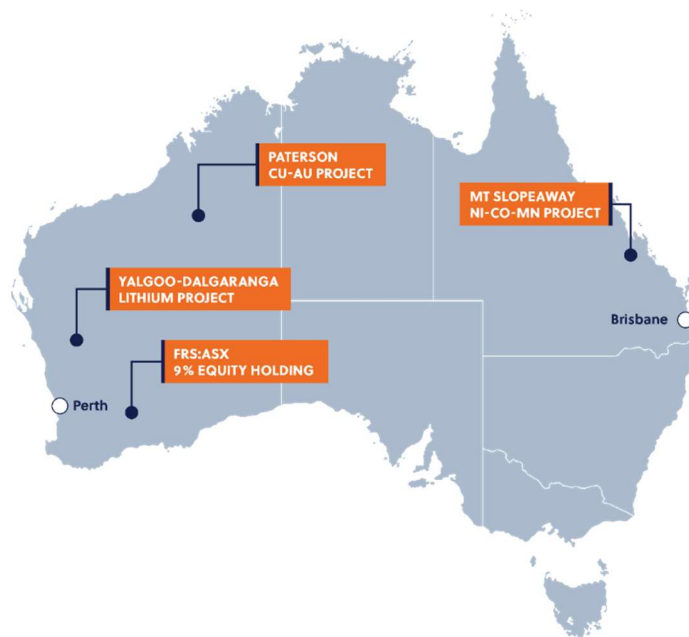 PATERSON
CU-AU PROJECT
MT SLOPEAWAY
NI-CO-MN PROJECT
YALGOO-DALGARANGA
LITHIUM PROJECT
Brisbane
FRS:ASX
9% EQUITY HOLDING
Perth